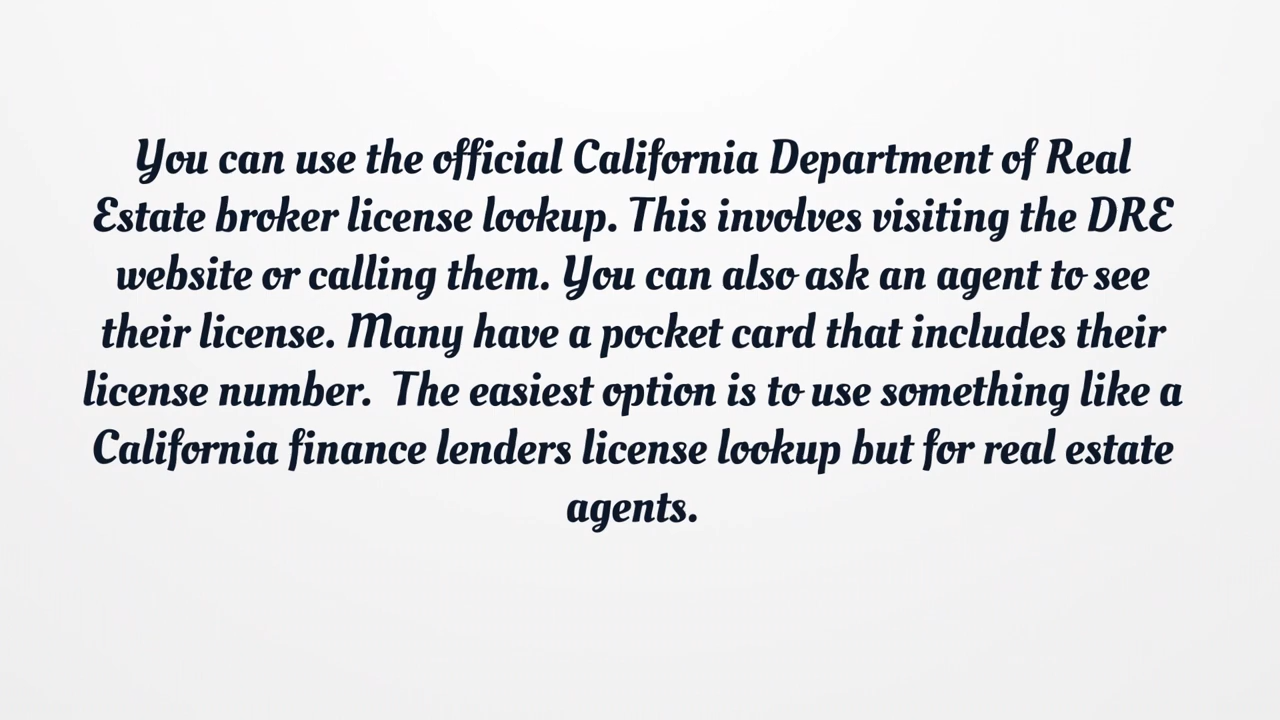 You can use the official California Department of Real
Estate broker license lookup. This involves visiting the DRE
website or calling them. You can also ask an agent to see
their license. Many have a pocket card that includes their
license number.  The easiest option is to use something like a
California finance lenders license lookup but for real estate
agents.